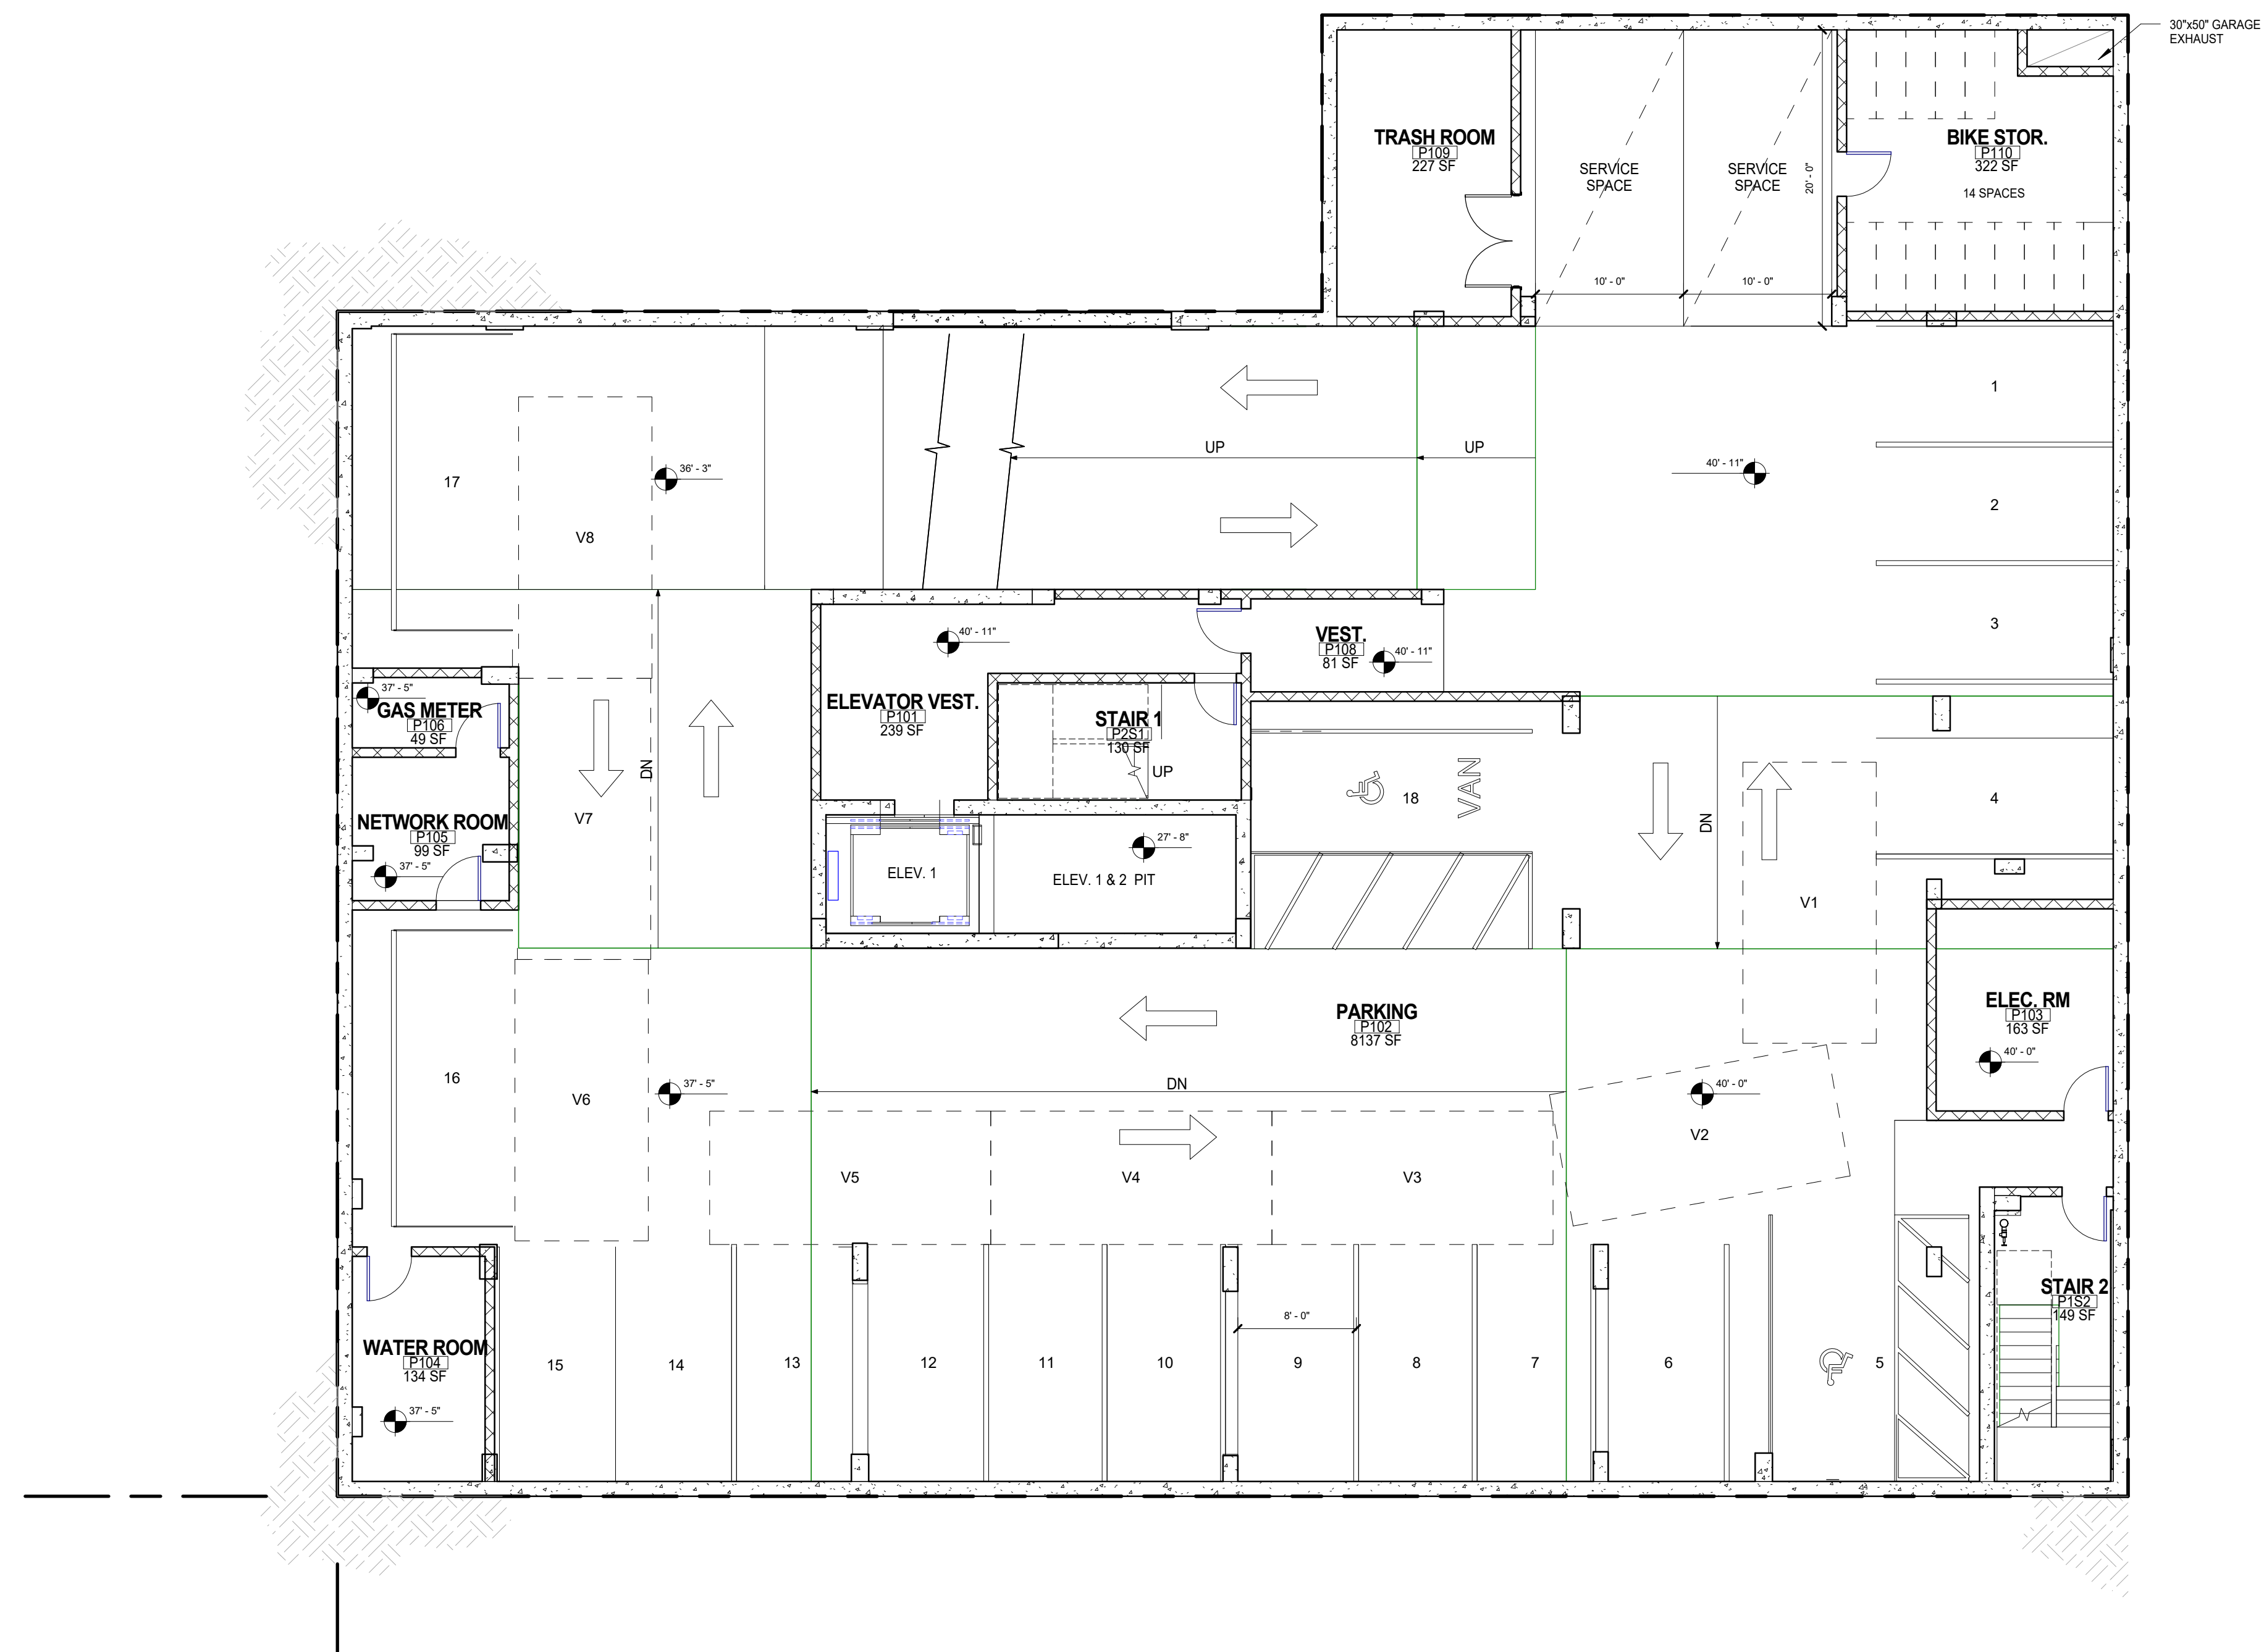 30"x50" GARAGE
EXHAUST
TRASH ROOM
P109
227 SF
SERVICE
SPACE
SERVICE
SPACE
20' - 0"
BIKE STOR.
P110
322 SF
14 SPACES
10' - 0"
10' - 0"
1
UP
UP
40' - 11"
36' - 3"
17
2
V8
3
40' - 11"
VEST.
P108
81 SF
40' - 11"
37' - 5"
GAS METER
P106
49 SF
ELEVATOR VEST.
P101
239 SF
STAIR 1
P2S1
130 SF
UP
DN
VAN
18
4
DN
V7
NETWORK ROOM
P105
99 SF
37' - 5"
27' - 8"
ELEV. 1
ELEV. 1 & 2 PIT
V1
PARKING
P102
8137 SF
ELEC. RM
P103
163 SF
40' - 0"
16
V6
37' - 5"
DN
40' - 0"
V2
V5
V4
V3
STAIR 2
P1S2
149 SF
8' - 0"
WATER ROOM
P104
134 SF
37' - 5"
15
14
13
12
11
10
9
8
7
6
5